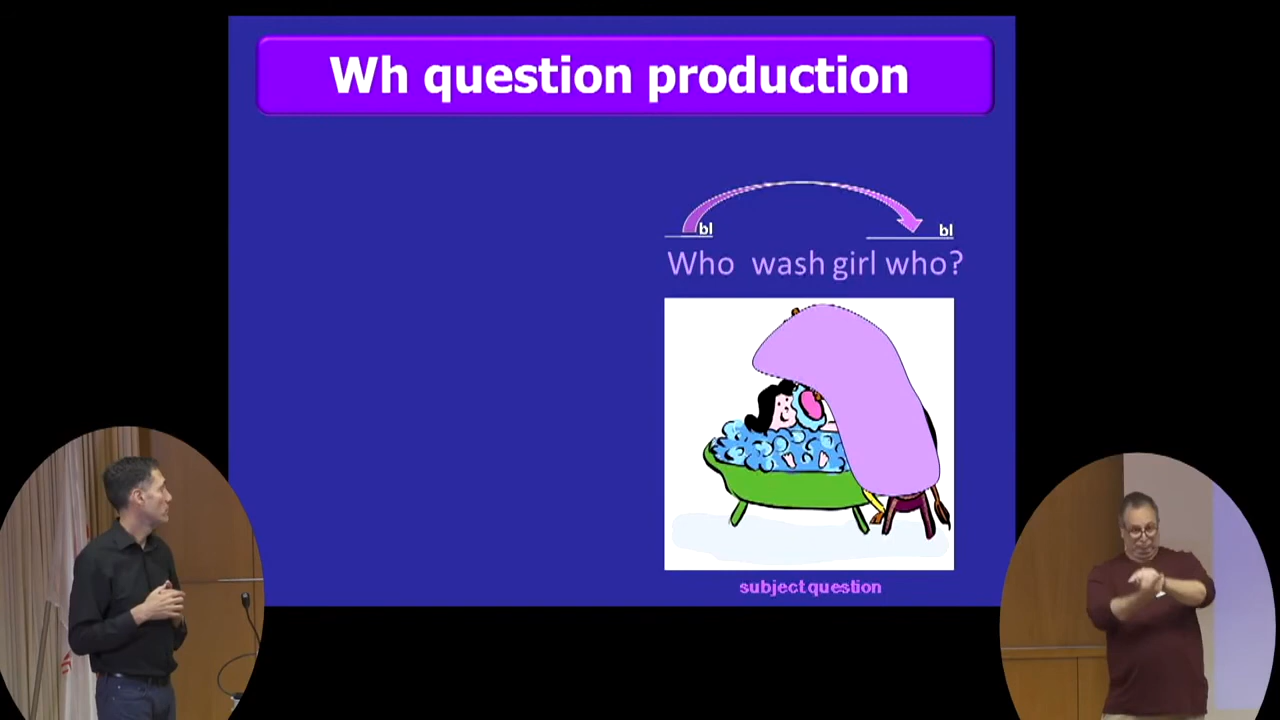 Wh question production
bl bl
Who wash girl who?
subject question